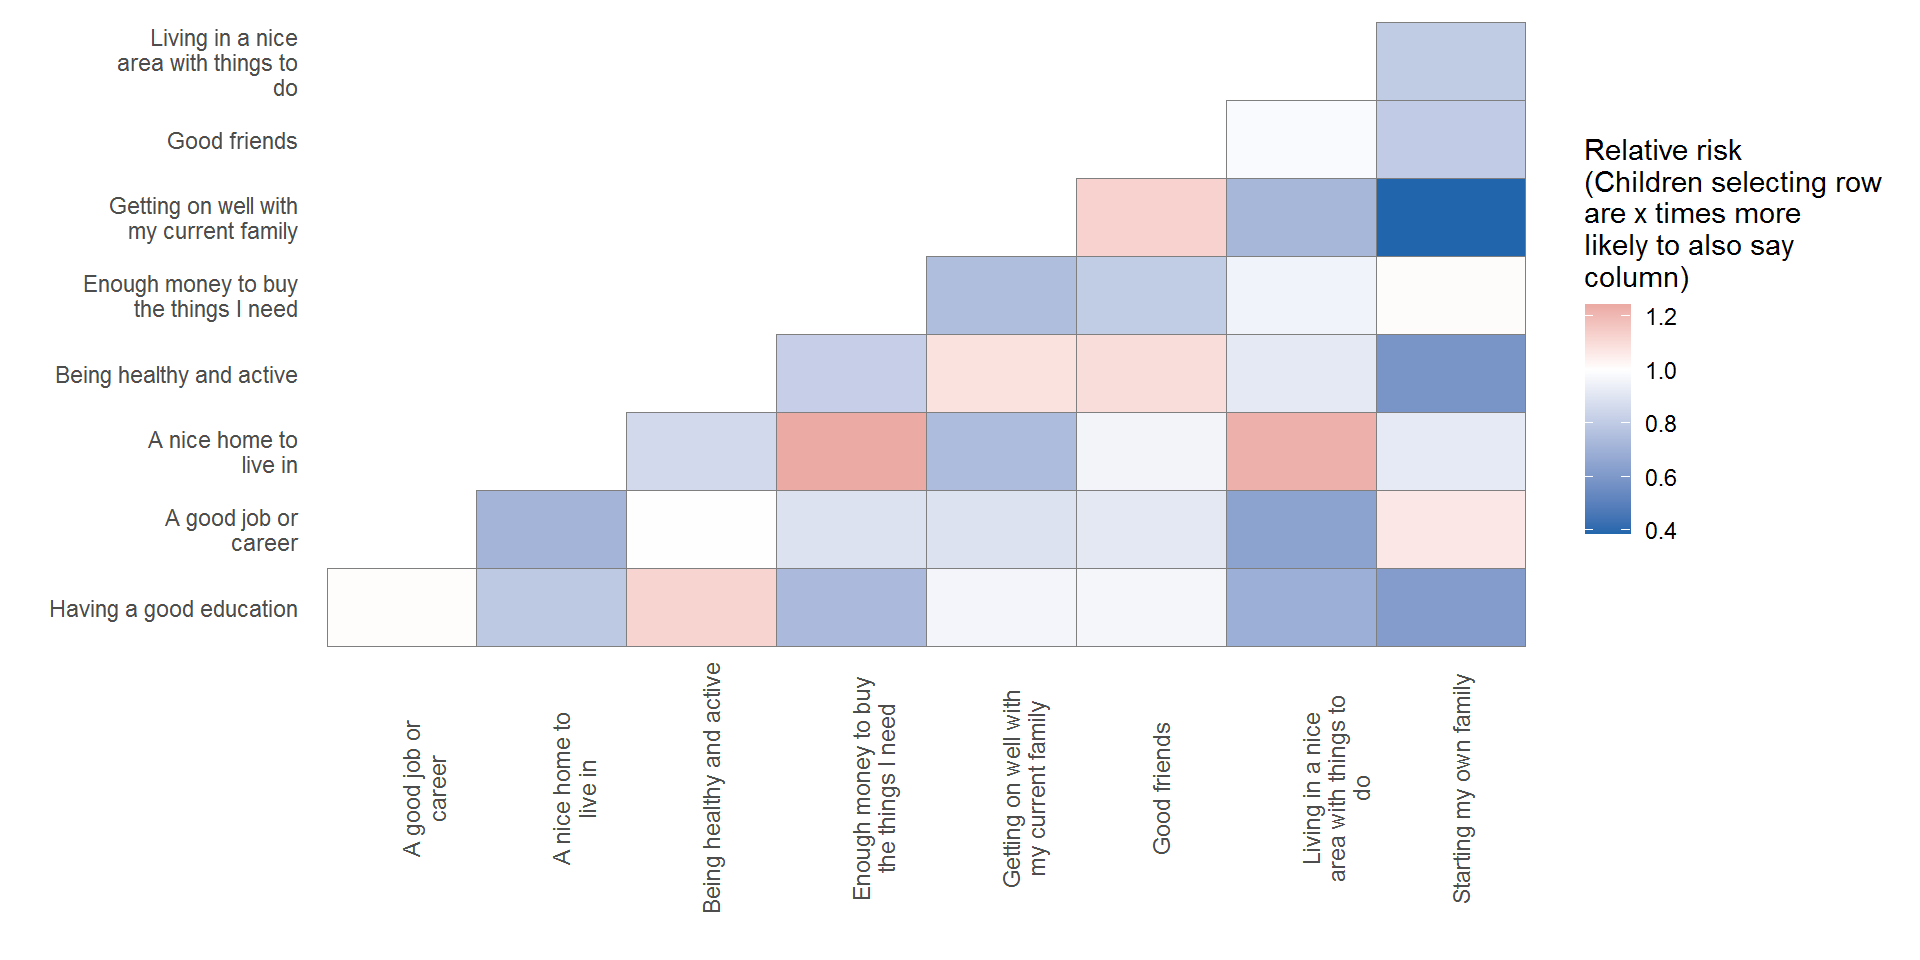 Living in a nice
area with things to
do
Good friends
Getting on well with
my current family
Enough money to buy
the things I need
Being healthy and active
A nice home to
live in
A good job or
career
Having a good education
A good job or
career
A nice home to
live in
Being healthy and active
Enough money to buy
the things I need
Getting on well with
my current family
Good friends
Living in a nice
area with things to
do
Starting my own family
Relative risk
(Children selecting row
are x times more
likely to also say
column)
1.2
1.0
0.8
0.6
0.4